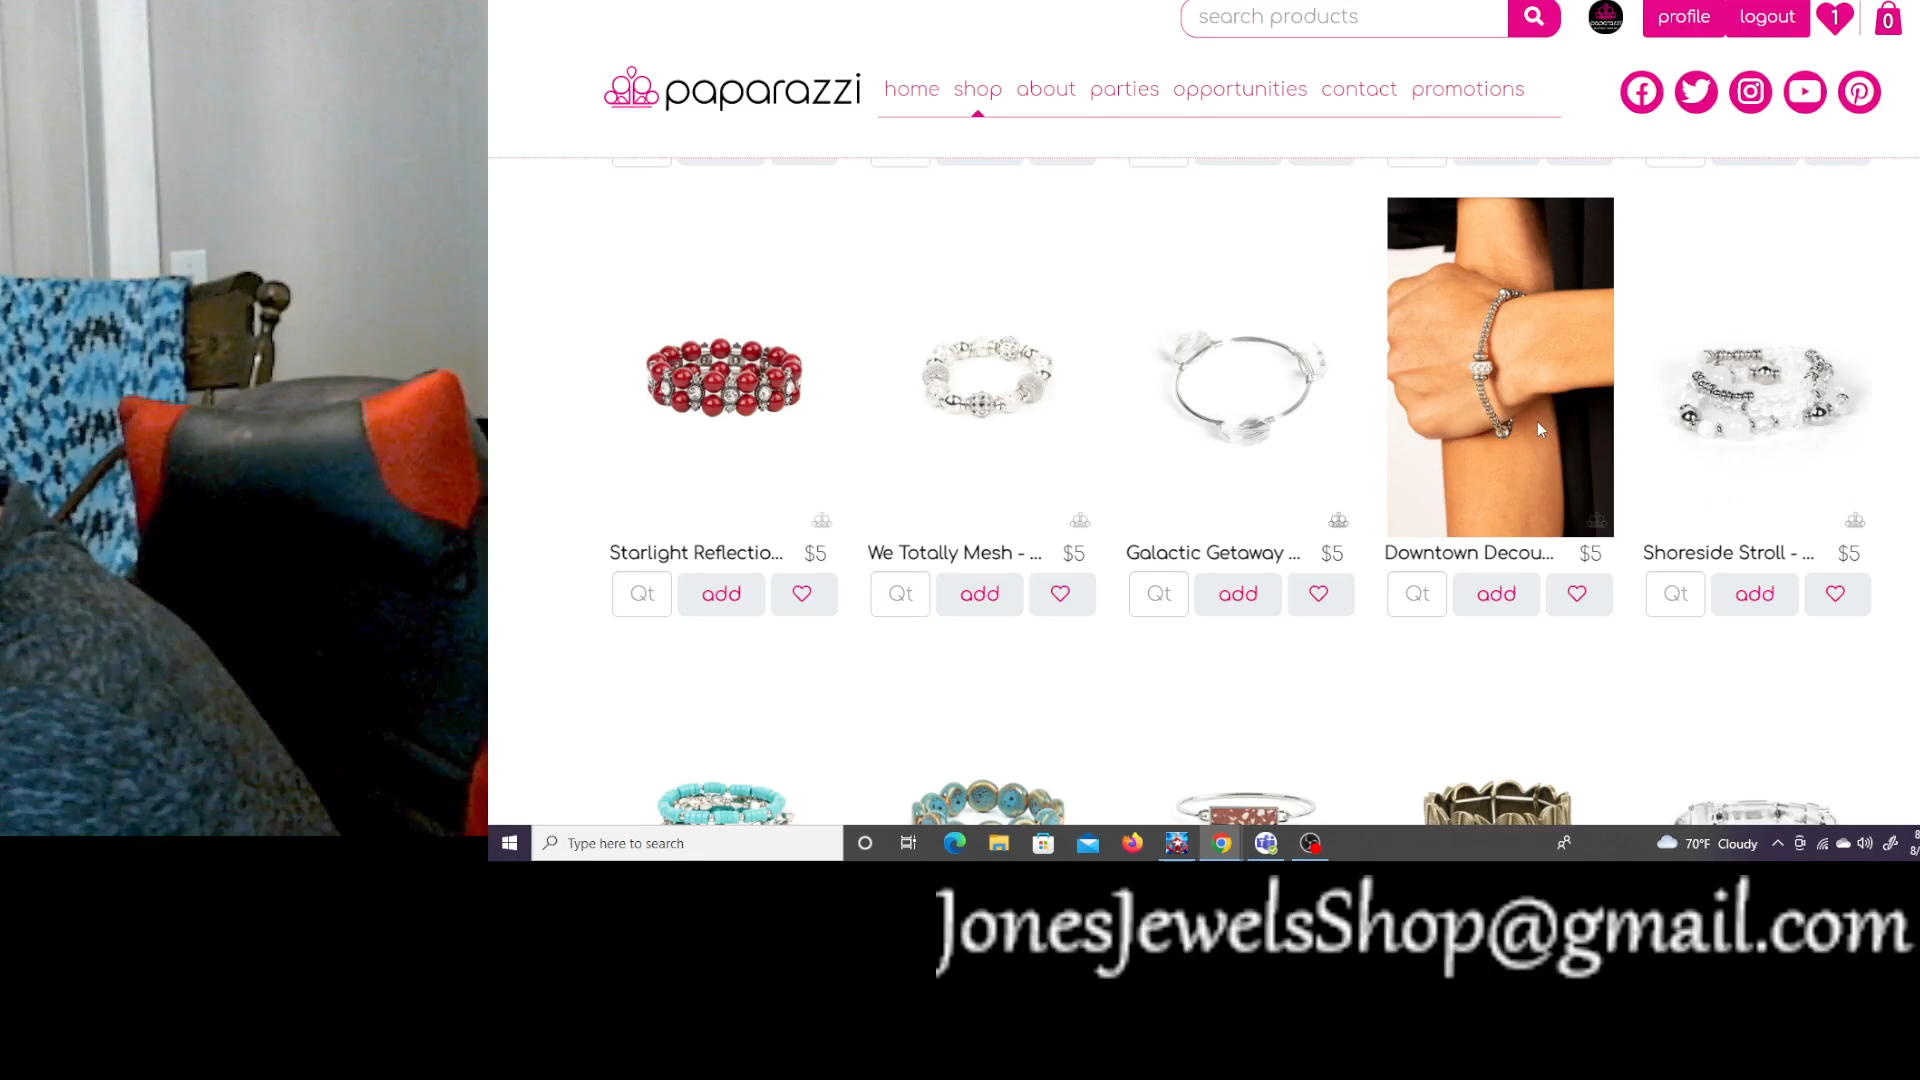 search products
profile
logout
1
0
paparazzi
home shop about parties opportunities contact promotions
Starlight Reflectio... $5
We Totally Mesh - ... $5
Galactic Getaway ... $5
Downtown Decou... $5
Shoreside Stroll - ... $5
Qt add
Qt add
Qt add
Qt add
Qt add
Type here to search
70°F Cloudy
JonesJewelsShop@gmail.com